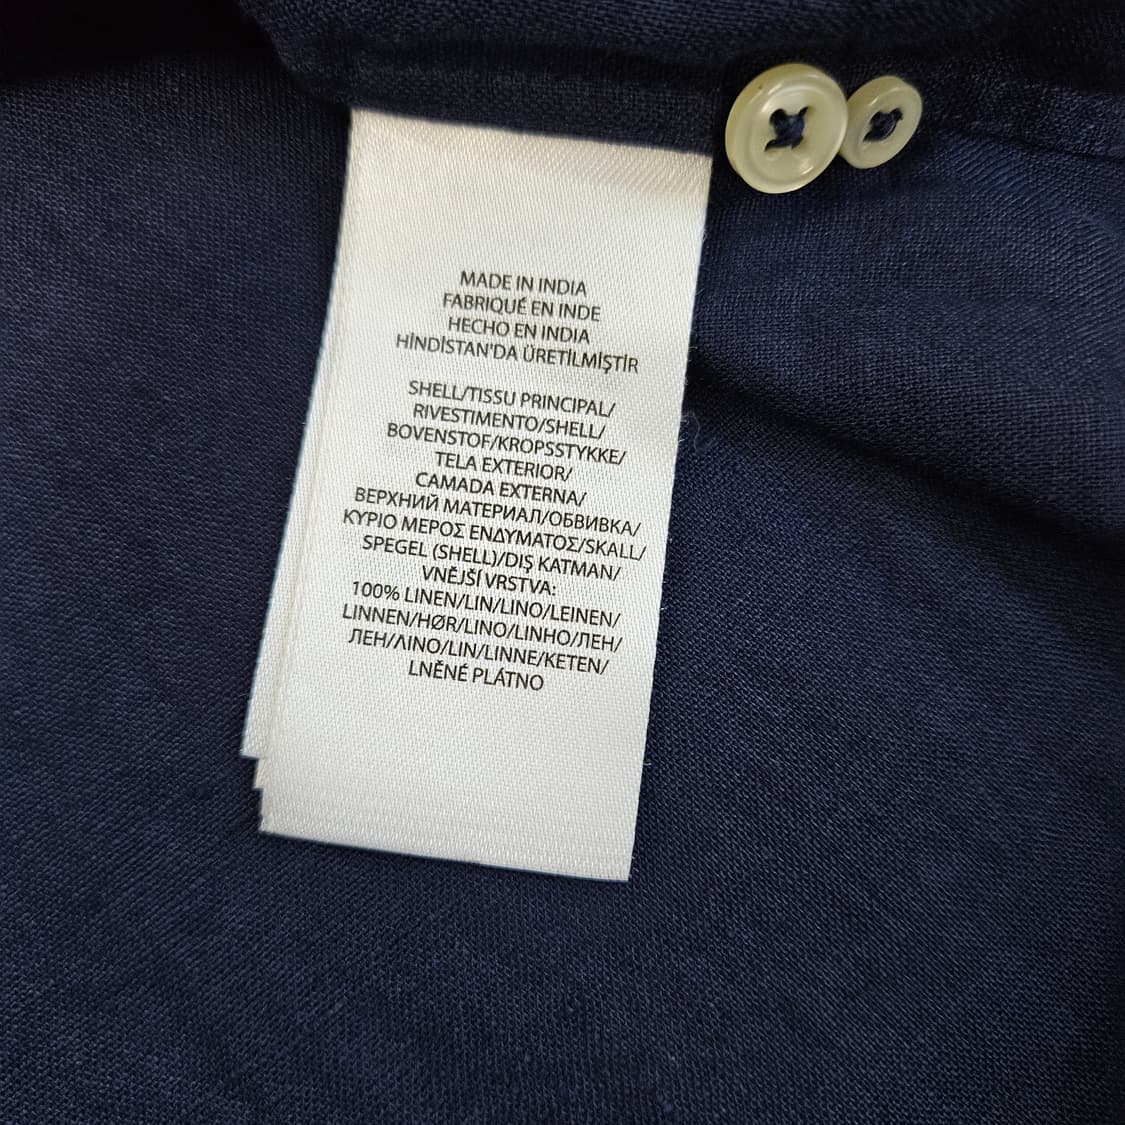 MADE IN INDIA
FABRIQUÉ EN INDE
HECHO EN INDIA
HİNDİSTAN'DA ÜRETİLMİŞTİR
SHELL/TISSU PRINCIPAL/
RIVESTIMENTO/SHELL/
BOVENSTOF/KROPSSTYKKE/
TELA EXTERIOR/
CAMADA EXTERNA/
ВЕРХНИЙ МАТЕРИАЛ/ОБВИВКА/
ΚΥΡΙΟ ΜΕΡΟΣ ΕΝΔΥΜΑΤΟΣ/SKALL/
SPEGEL (SHELL)/DIŞ KATMAN/
VNĚJŠÍ VRSTVA:
100% LINEN/LIN/LINO/LEINEN/
LINNEN/HØR/LINO/LINHO/ЛЕН/
ЛЕН/ΛΙΝΟ/LIN/LINNE/KETEN/
LNĚNÉ PLÁTNO